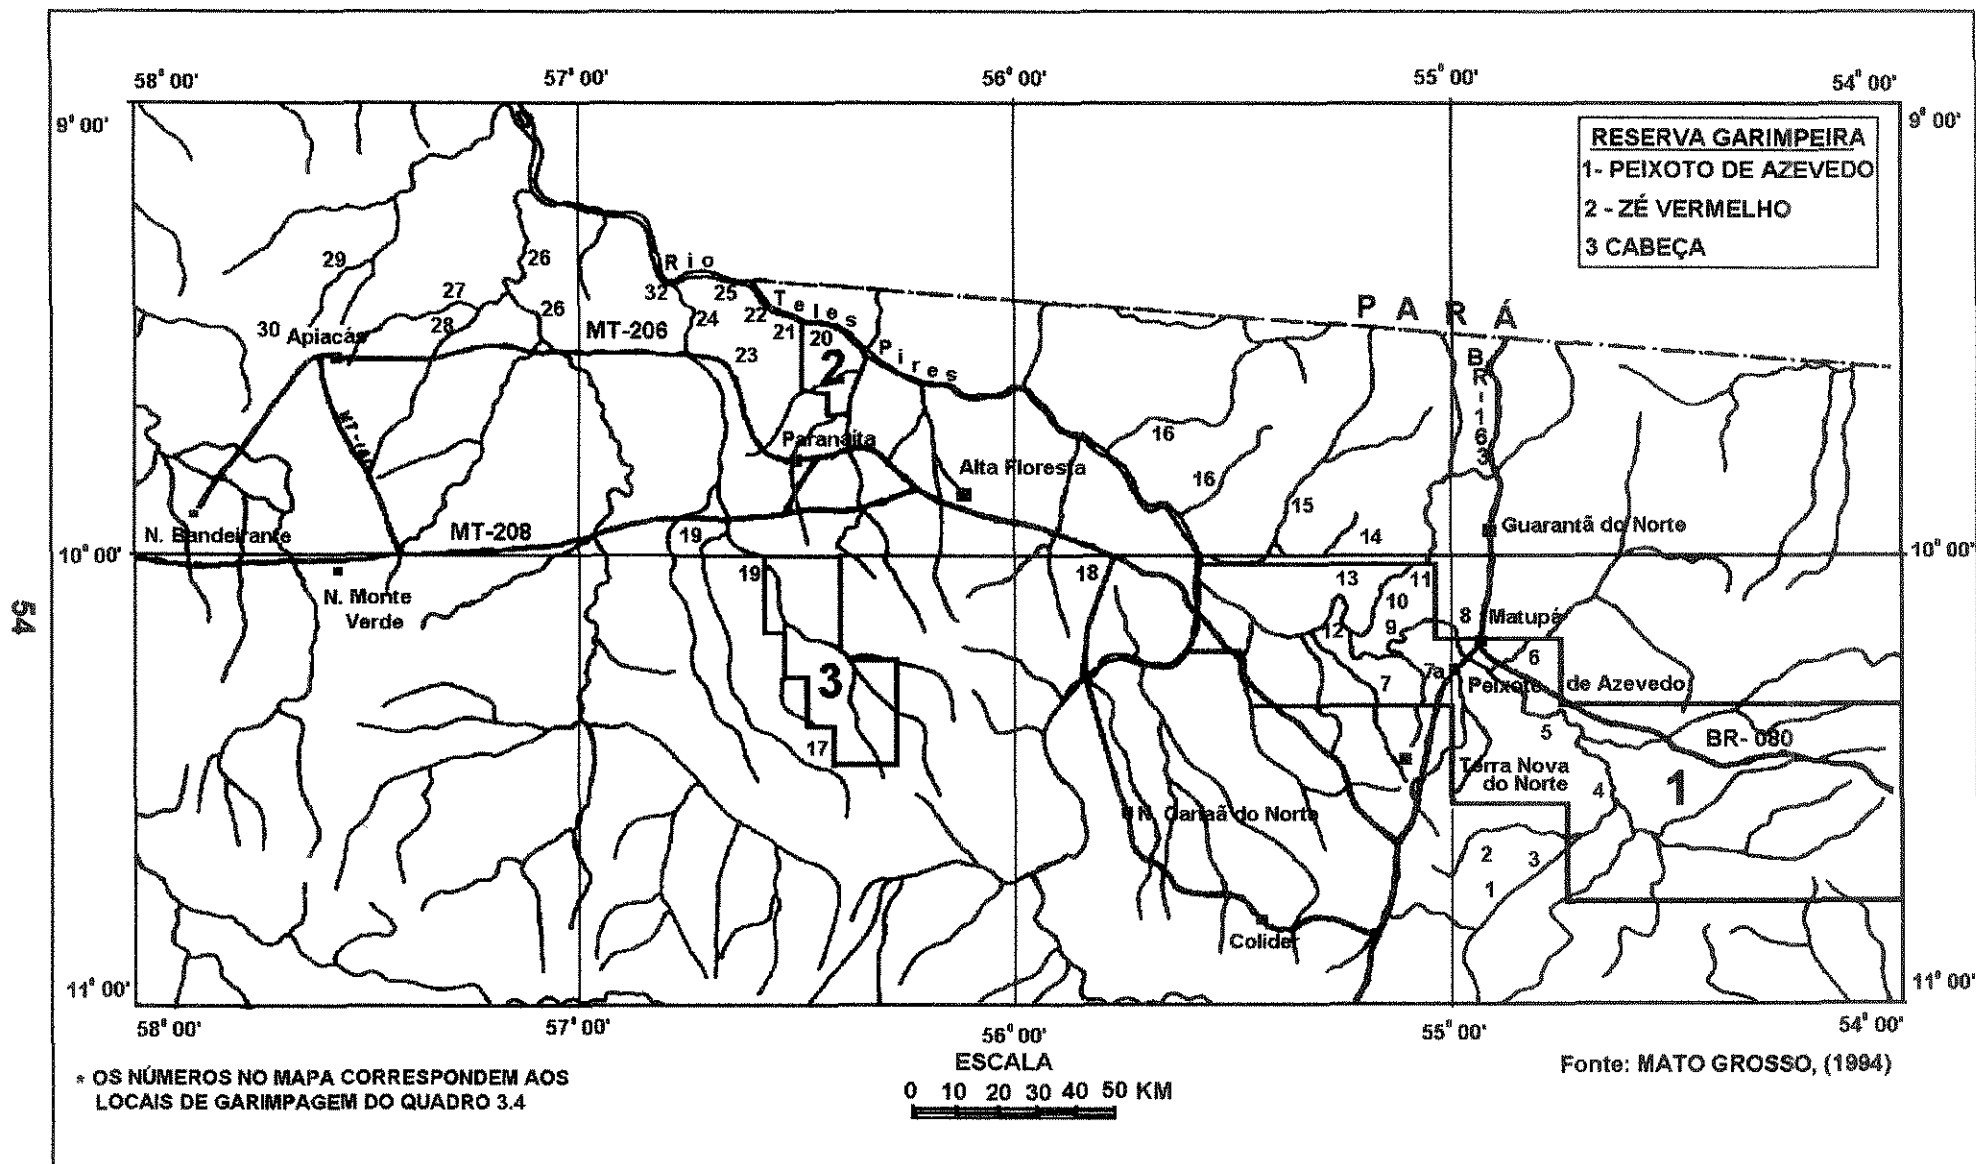 58° 00'
57° 00'
56° 00'
55° 00'
54° 00'
9° 00'
9° 00'
RESERVA GARIMPEIRA
1- PEIXOTO DE AZEVEDO
2 - ZÉ VERMELHO
3 CABEÇA
29
26
Rio
32
25
27
26
Teles
22
24
28
21
20
PARÁ
30
Apiacás
MT-206
23
2
Pires
BR-163
Paranaíta
16
Alta Floresta
16
15
N. Bandeirante
MT-208
19
14
Guarantã do Norte
10° 00'
10° 00'
19
18
13
11
N. Monte
Verde
10
8
Matupá
12
9
6
3
7
7a
Peixoto de Azevedo
17
5
BR- 080
Terra Nova
do Norte
4
1
N. Canaã do Norte
2
3
1
Colider
11° 00'
11° 00'
58° 00'
57° 00'
56° 00'
55° 00'
54° 00'
54
* OS NÚMEROS NO MAPA CORRESPONDEM AOS
LOCAIS DE GARIMPAGEM DO QUADRO 3.4
ESCALA
0 10 20 30 40 50 KM
Fonte: MATO GROSSO, (1994)